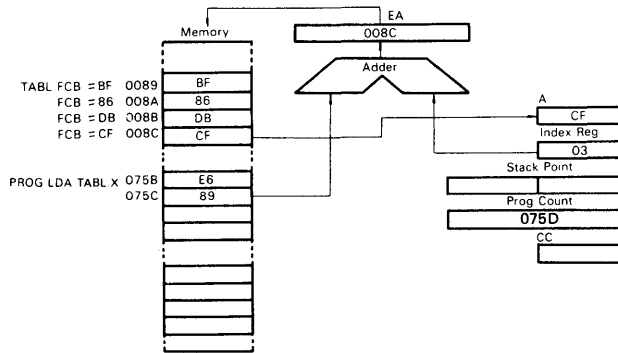 EA
Memory
008C
Adder
TABL FCB = BF 0089 BF
FCB = 86 008A 86
FCB = DB 008B DB
FCB = CF 008C CF
A
CF
Index Reg
03
Stack Point
PROG LDA TABL.X 075B E6
075C 89
Prog Count
075D
CC